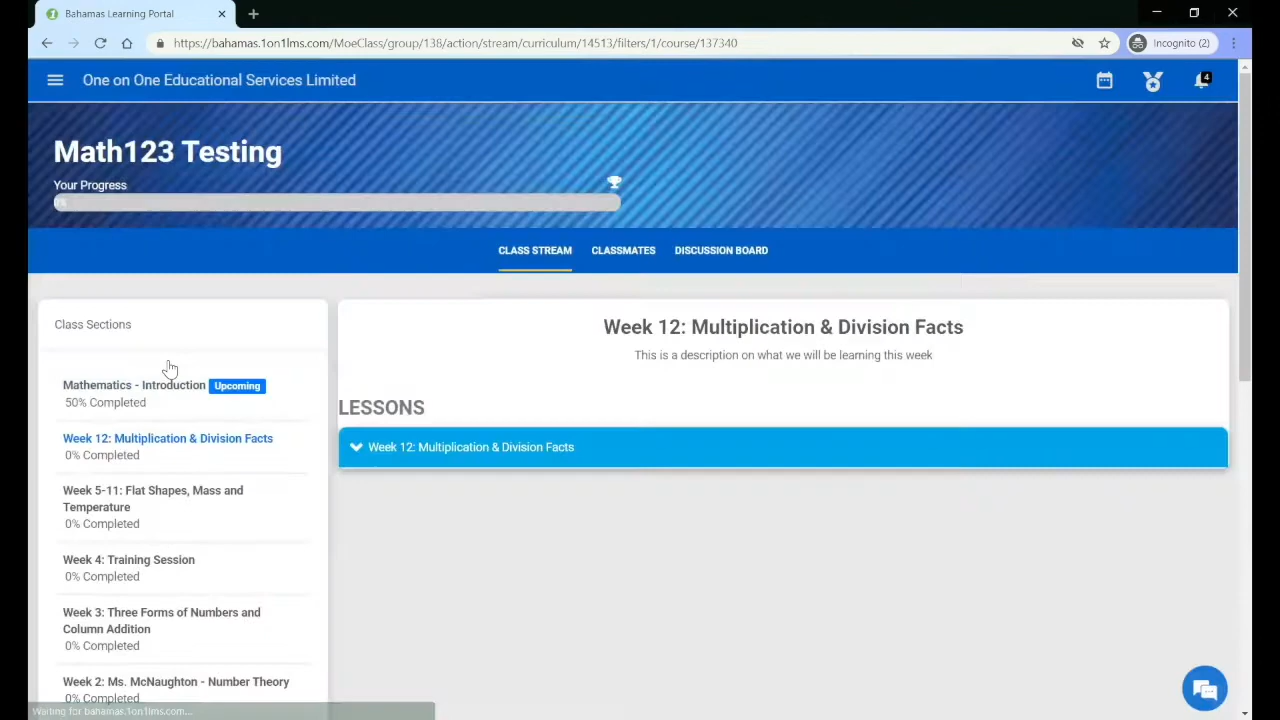 Bahamas Learning Portal
https://bahamas.1on1lms.com/MoeClass/group/138/action/stream/curriculum/14513/filters/1/course/137340
Incognito (2)
One on One Educational Services Limited
4
Math123 Testing
Your Progress
0%
CLASS STREAM
CLASSMATES
DISCUSSION BOARD
Class Sections
Mathematics - Introduction Upcoming
50% Completed
Week 12: Multiplication & Division Facts
0% Completed
Week 5-11: Flat Shapes, Mass and
Temperature
0% Completed
Week 4: Training Session
0% Completed
Week 3: Three Forms of Numbers and
Column Addition
0% Completed
Week 2: Ms. McNaughton - Number Theory
0% Completed
Week 12: Multiplication & Division Facts
This is a description on what we will be learning this week
LESSONS
Week 12: Multiplication & Division Facts
Waiting for bahamas.1on1lms.com...